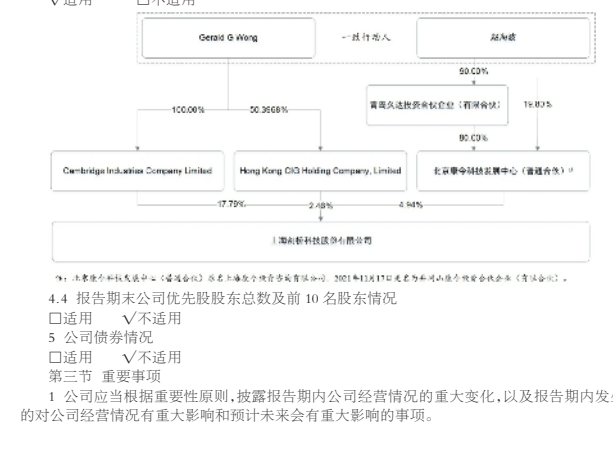 √适用 □不适用
Gerald G Wong
一致行动人
赵海波
90.00%
100.00%
50.3968%
青岛久达投资合伙企业（有限合伙）
19.80%
80.00%
Cambridge Industries Company Limited
Hong Kong CIG Holding Company, Limited
北京康令科技发展中心（普通合伙）
17.79%
2.48%
4.94%
上海剑桥科技股份有限公司
4.4 报告期末公司优先股股东总数及前 10 名股东情况
□适用 √不适用
5 公司债券情况
□适用 √不适用
第三节 重要事项
1 公司应当根据重要性原则，披露报告期内公司经营情况的重大变化，以及报告期内发生
的对公司经营情况有重大影响和预计未来会有重大影响的事项。